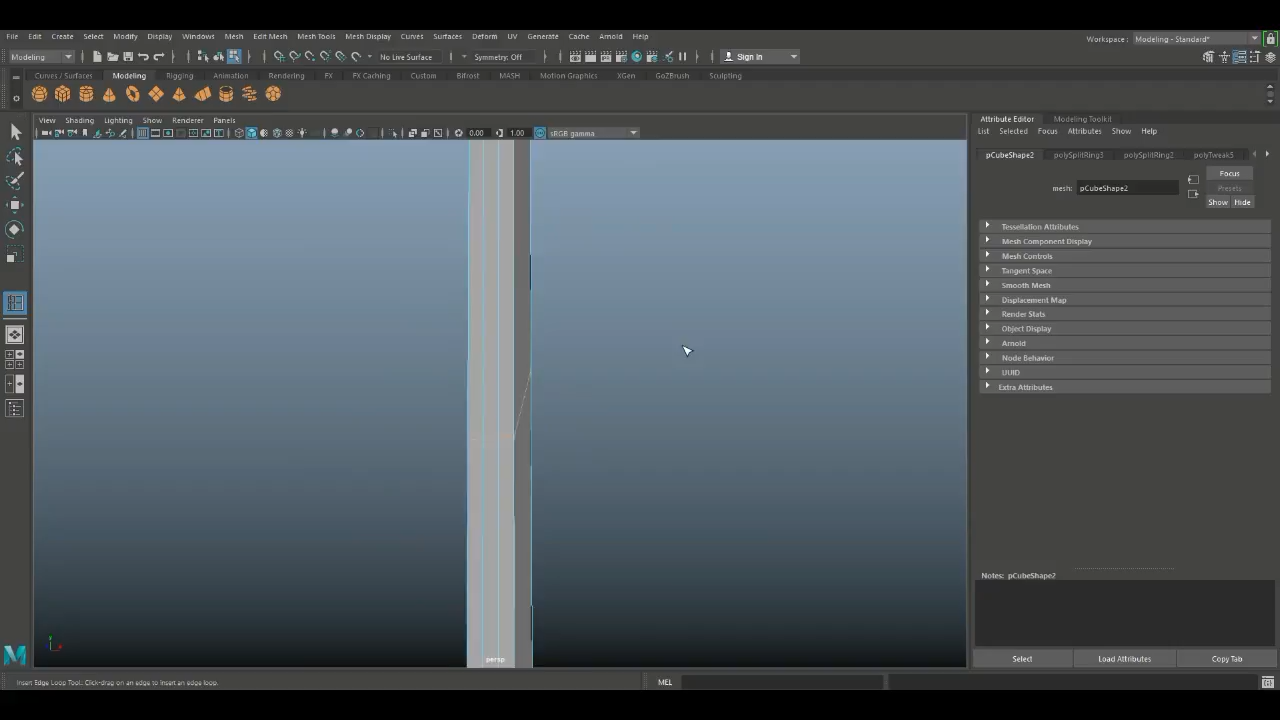 File Edit Create Select Modify Display Windows Mesh Edit Mesh Mesh Tools Mesh Display Curves Surfaces Deform UV Generate Cache Arnold Help
Workspace : Modeling - Standard*
Modeling
No Live Surface
Symmetry: Off
Sign In
Curves / Surfaces Modeling Rigging Animation Rendering FX FX Caching Custom Bifrost MASH Motion Graphics XGen GoZBrush Sculpting
View Shading Lighting Show Renderer Panels
0.00 1.00 sRGB gamma
Attribute Editor Modeling Toolkit
List Selected Focus Attributes Show Help
pCubeShape2 polySplitRing3 polySplitRing2 polyTweak5
mesh: pCubeShape2
Focus
Presets
Show Hide
Tessellation Attributes
Mesh Component Display
Mesh Controls
Tangent Space
Smooth Mesh
Displacement Map
Render Stats
Object Display
Arnold
Node Behavior
UUID
Extra Attributes
Notes: pCubeShape2
Select Load Attributes Copy Tab
persp
Insert Edge Loop Tool: Click-drag on an edge to insert an edge loop.
MEL